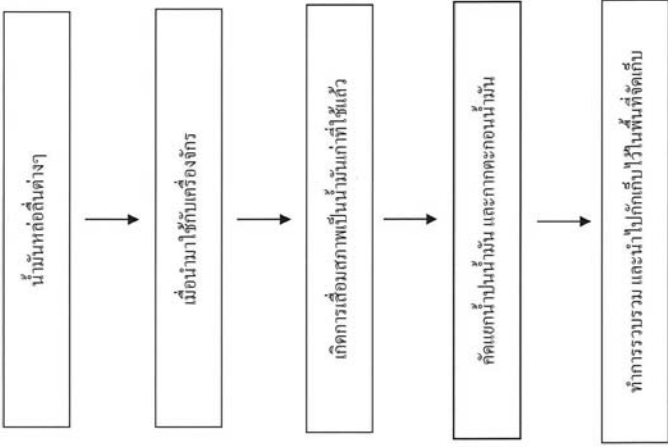 น้ำมันหล่อลื่นต่างๆ
เมื่อนำมาใช้กับเครื่องจักร
เกิดการเสื่อมสภาพเป็นน้ำมันเก่าที่ใช้แล้ว
คัดแยกน้ำปนน้ำมัน และกากตะกอนน้ำมัน
ทำการรวบรวม และนำไปกักเก็บไว้ในพื้นที่จัดเก็บ